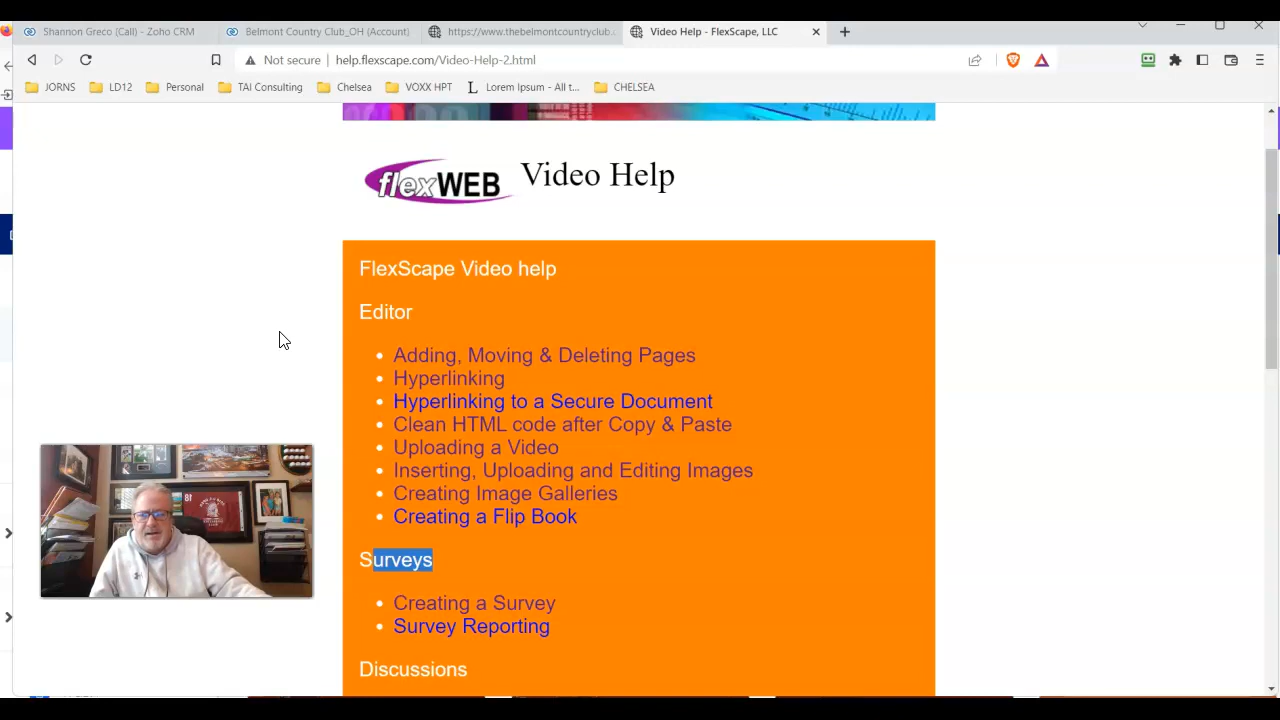 Shannon Greco (Call) - Zoho CRM
Belmont Country Club_OH (Account)
https://www.thebelmontcountryclub.c
Video Help - FlexScape, LLC
Not secure | help.flexscape.com/Video-Help-2.html
JORNS
LD12
Personal
TAI Consulting
Chelsea
VOXX HPT
Lorem Ipsum - All t...
CHELSEA
flexWEB
Video Help
FlexScape Video help
Editor
Adding, Moving & Deleting Pages
Hyperlinking
Hyperlinking to a Secure Document
Clean HTML code after Copy & Paste
Uploading a Video
Inserting, Uploading and Editing Images
Creating Image Galleries
Creating a Flip Book
Surveys
Creating a Survey
Survey Reporting
Discussions